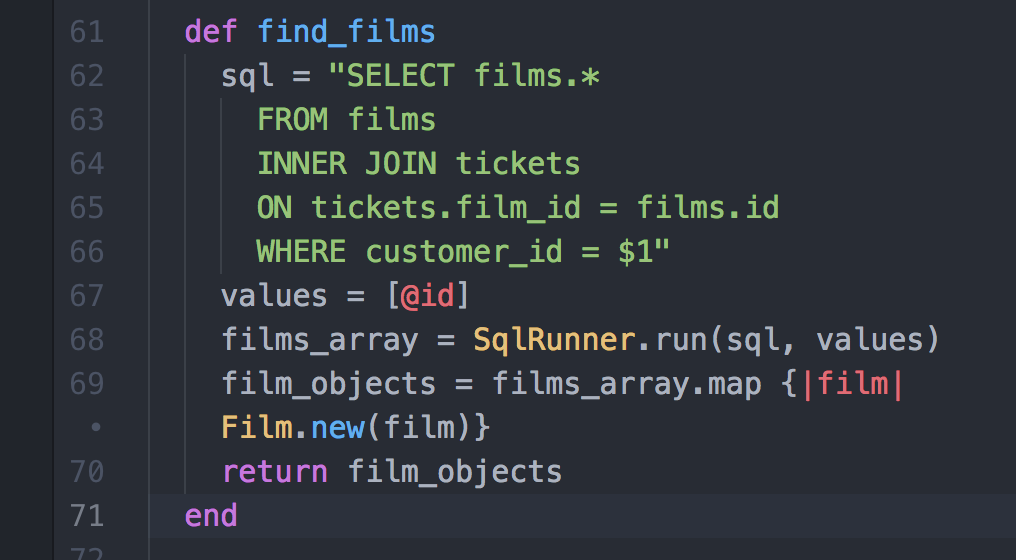 61 def find_films
62 sql = "SELECT films.*
63 FROM films
64 INNER JOIN tickets
65 ON tickets.film_id = films.id
66 WHERE customer_id = $1"
67 values = [@id]
68 films_array = SqlRunner.run(sql, values)
69 film_objects = films_array.map {|film|
• Film.new(film)}
70 return film_objects
71 end
72